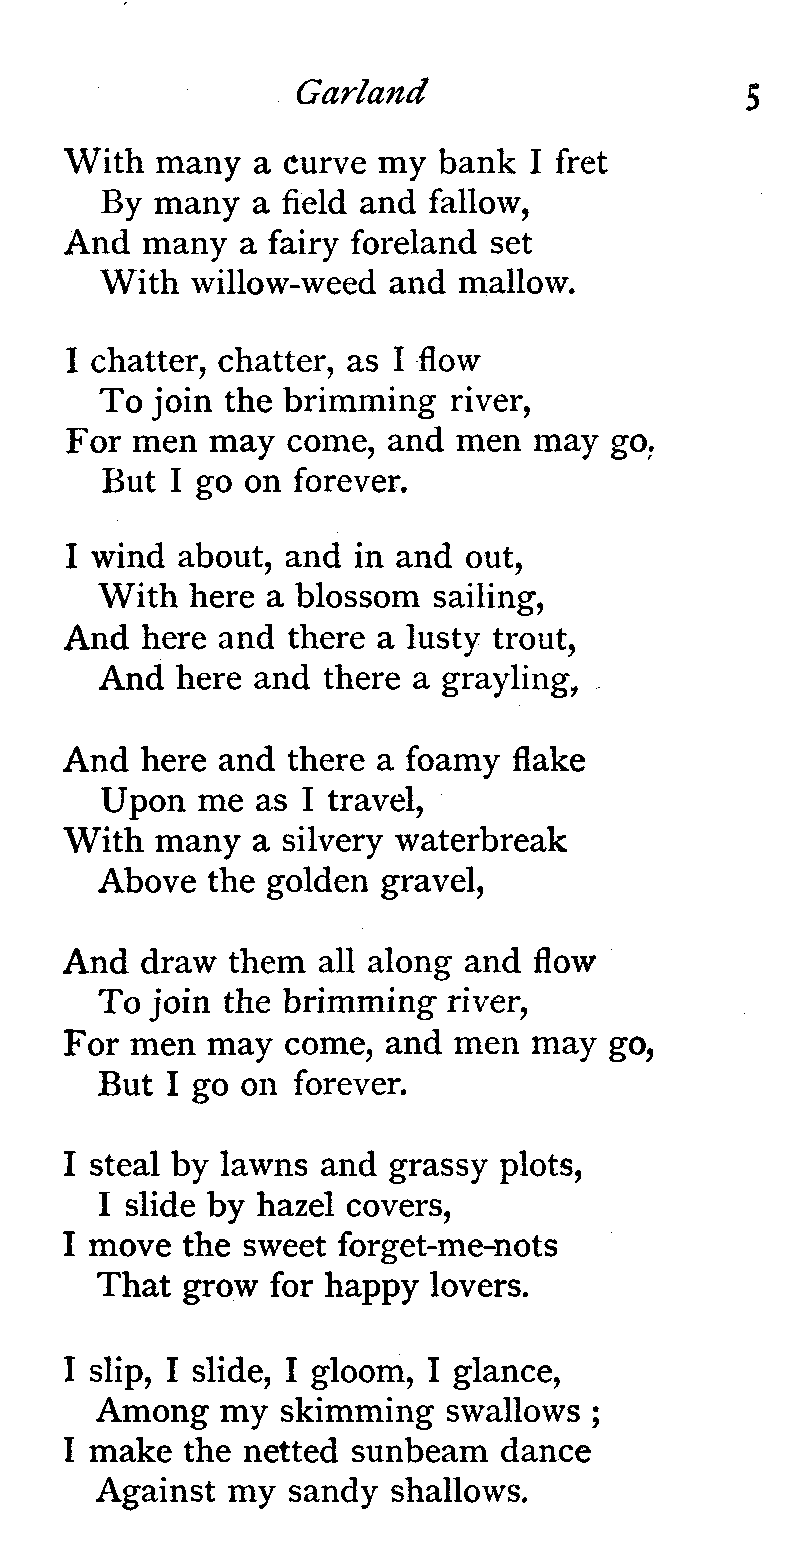 Garland 5
With many a curve my bank I fret
By many a field and fallow,
And many a fairy foreland set
With willow-weed and mallow.
I chatter, chatter, as I flow
To join the brimming river,
For men may come, and men may go,
But I go on forever.
I wind about, and in and out,
With here a blossom sailing,
And here and there a lusty trout,
And here and there a grayling,
And here and there a foamy flake
Upon me as I travel,
With many a silvery waterbreak
Above the golden gravel,
And draw them all along and flow
To join the brimming river,
For men may come, and men may go,
But I go on forever.
I steal by lawns and grassy plots,
I slide by hazel covers,
I move the sweet forget-me-nots
That grow for happy lovers.
I slip, I slide, I gloom, I glance,
Among my skimming swallows ;
I make the netted sunbeam dance
Against my sandy shallows.